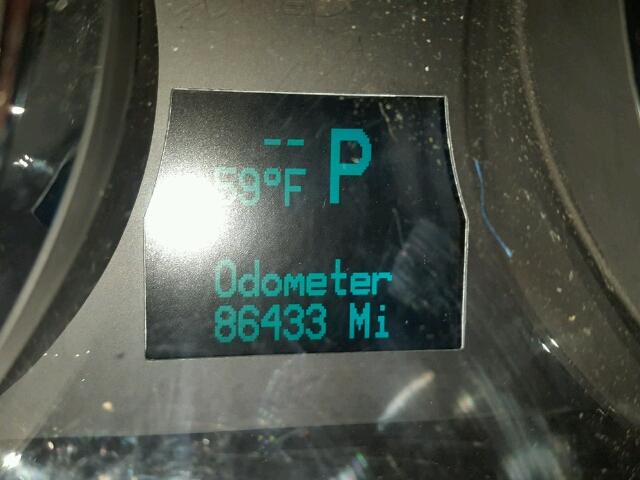 --
59°F P
Odometer
86433 Mi